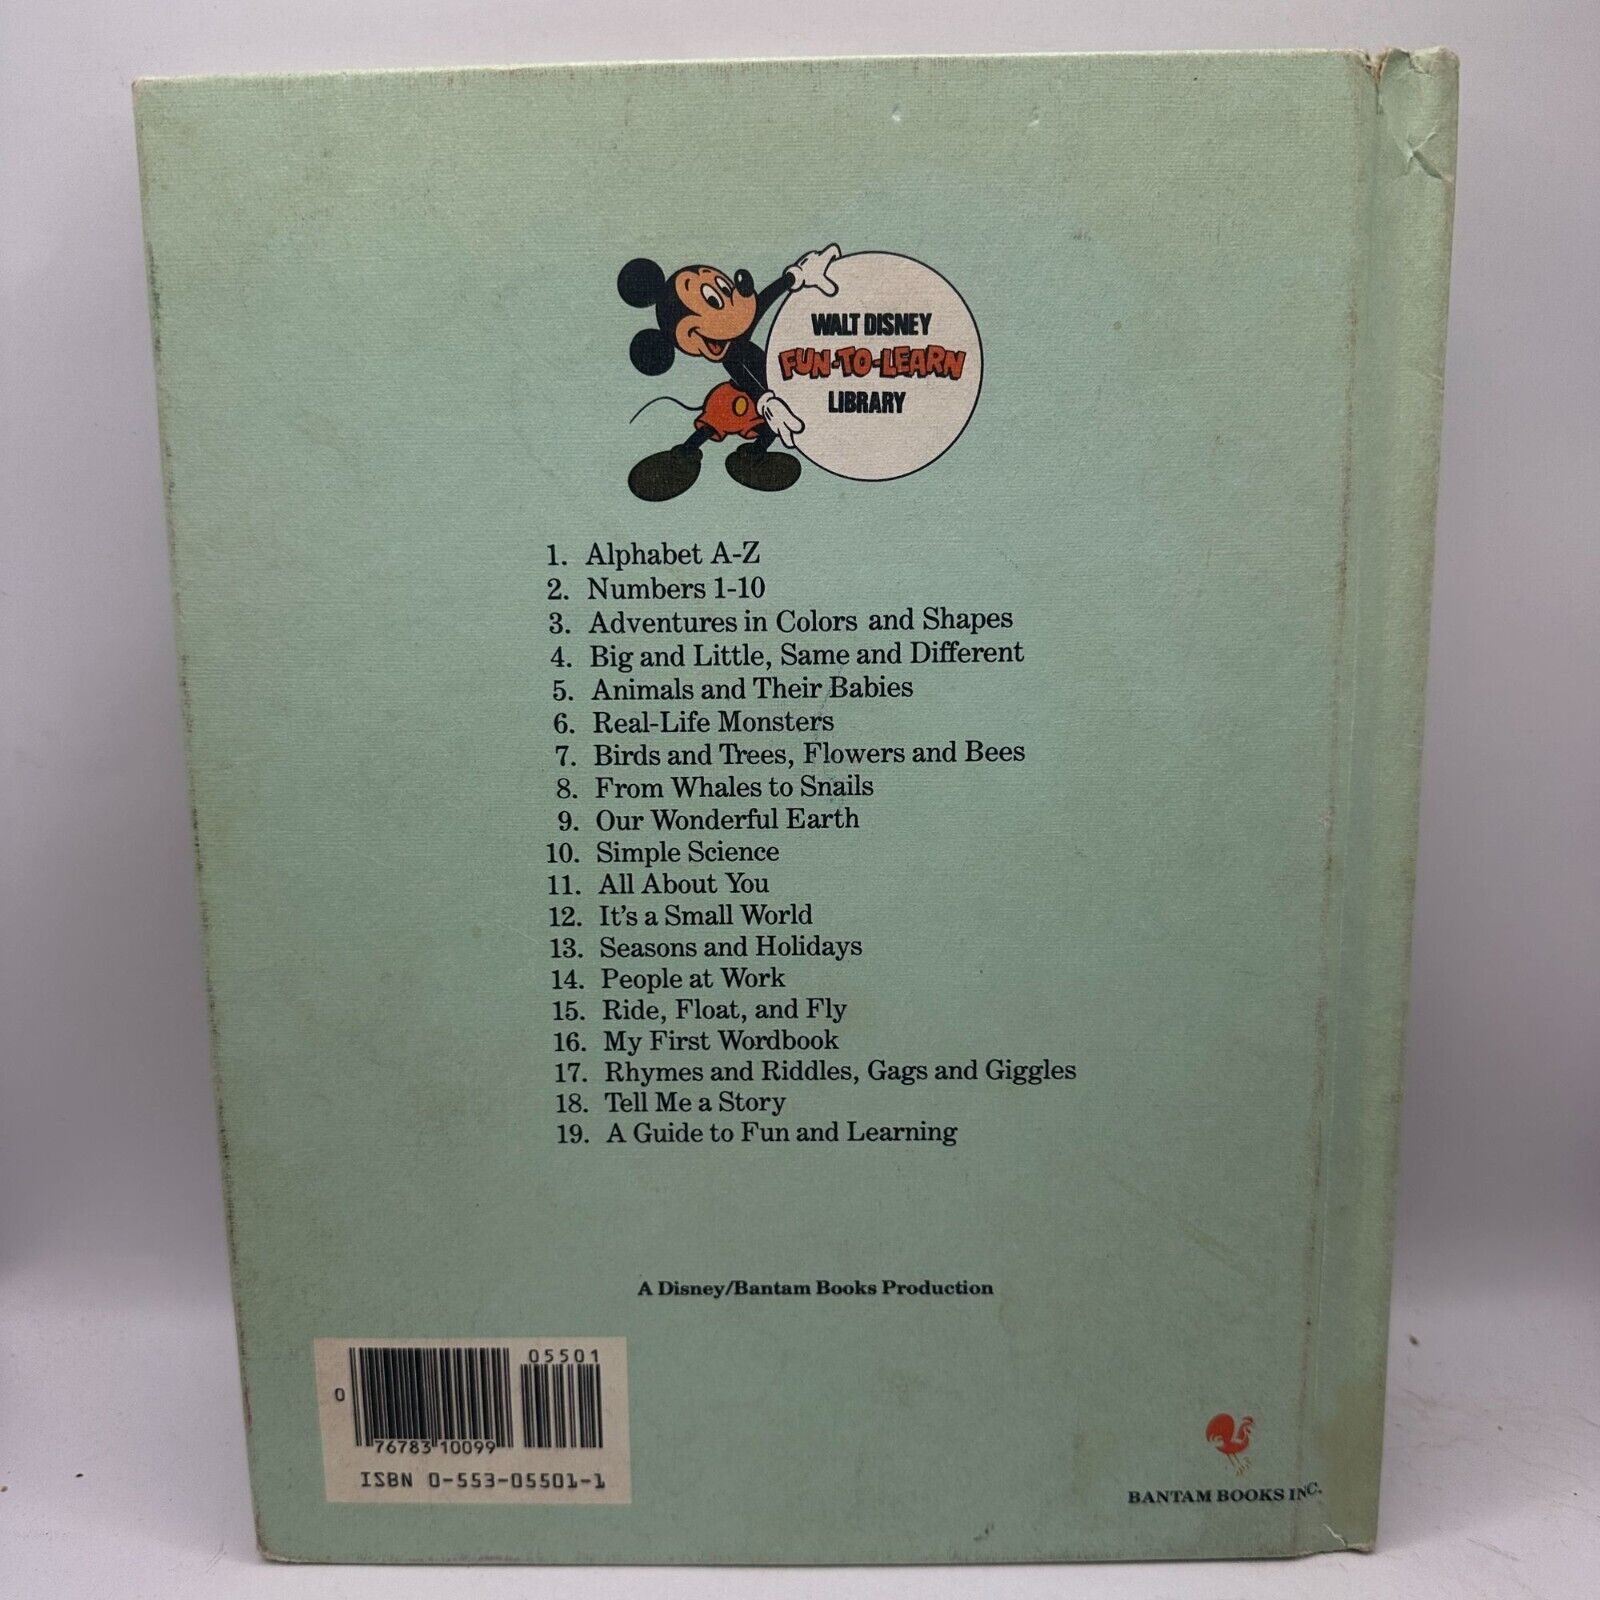 WALT DISNEY
FUN-TO-LEARN
LIBRARY
1. Alphabet A-Z
2. Numbers 1-10
3. Adventures in Colors and Shapes
4. Big and Little, Same and Different
5. Animals and Their Babies
6. Real-Life Monsters
7. Birds and Trees, Flowers and Bees
8. From Whales to Snails
9. Our Wonderful Earth
10. Simple Science
11. All About You
12. It's a Small World
13. Seasons and Holidays
14. People at Work
15. Ride, Float, and Fly
16. My First Wordbook
17. Rhymes and Riddles, Gags and Giggles
18. Tell Me a Story
19. A Guide to Fun and Learning
A Disney/Bantam Books Production
05501
0
76783 10099
ISBN 0-553-05501-1
BANTAM BOOKS INC.